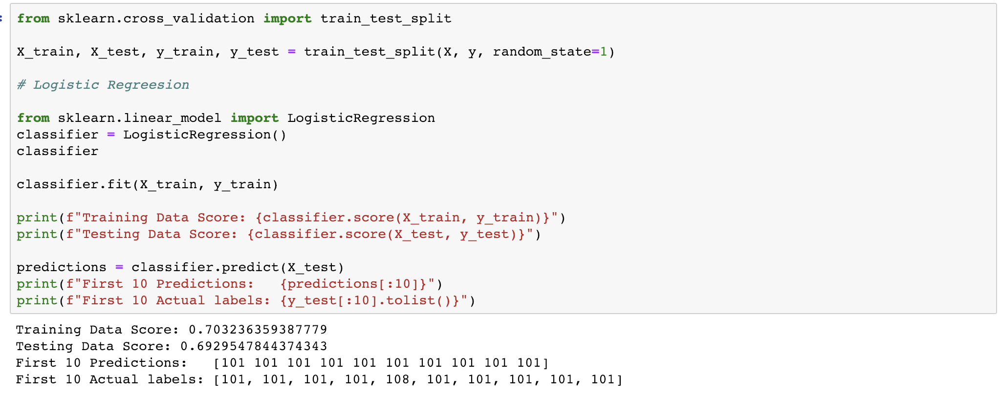 :
from sklearn.cross_validation import train_test_split
X_train, X_test, y_train, y_test = train_test_split(X, y, random_state=1)
# Logistic Regreesion
from sklearn.linear_model import LogisticRegression
classifier = LogisticRegression()
classifier
classifier.fit(X_train, y_train)
print(f"Training Data Score: {classifier.score(X_train, y_train)}")
print(f"Testing Data Score: {classifier.score(X_test, y_test)}")
predictions = classifier.predict(X_test)
print(f"First 10 Predictions:   {predictions[:10]}")
print(f"First 10 Actual labels: {y_test[:10].tolist()}")
Training Data Score: 0.703236359387779
Testing Data Score: 0.6929547844374343
First 10 Predictions:   [101 101 101 101 101 101 101 101 101 101]
First 10 Actual labels: [101, 101, 101, 101, 108, 101, 101, 101, 101, 101]